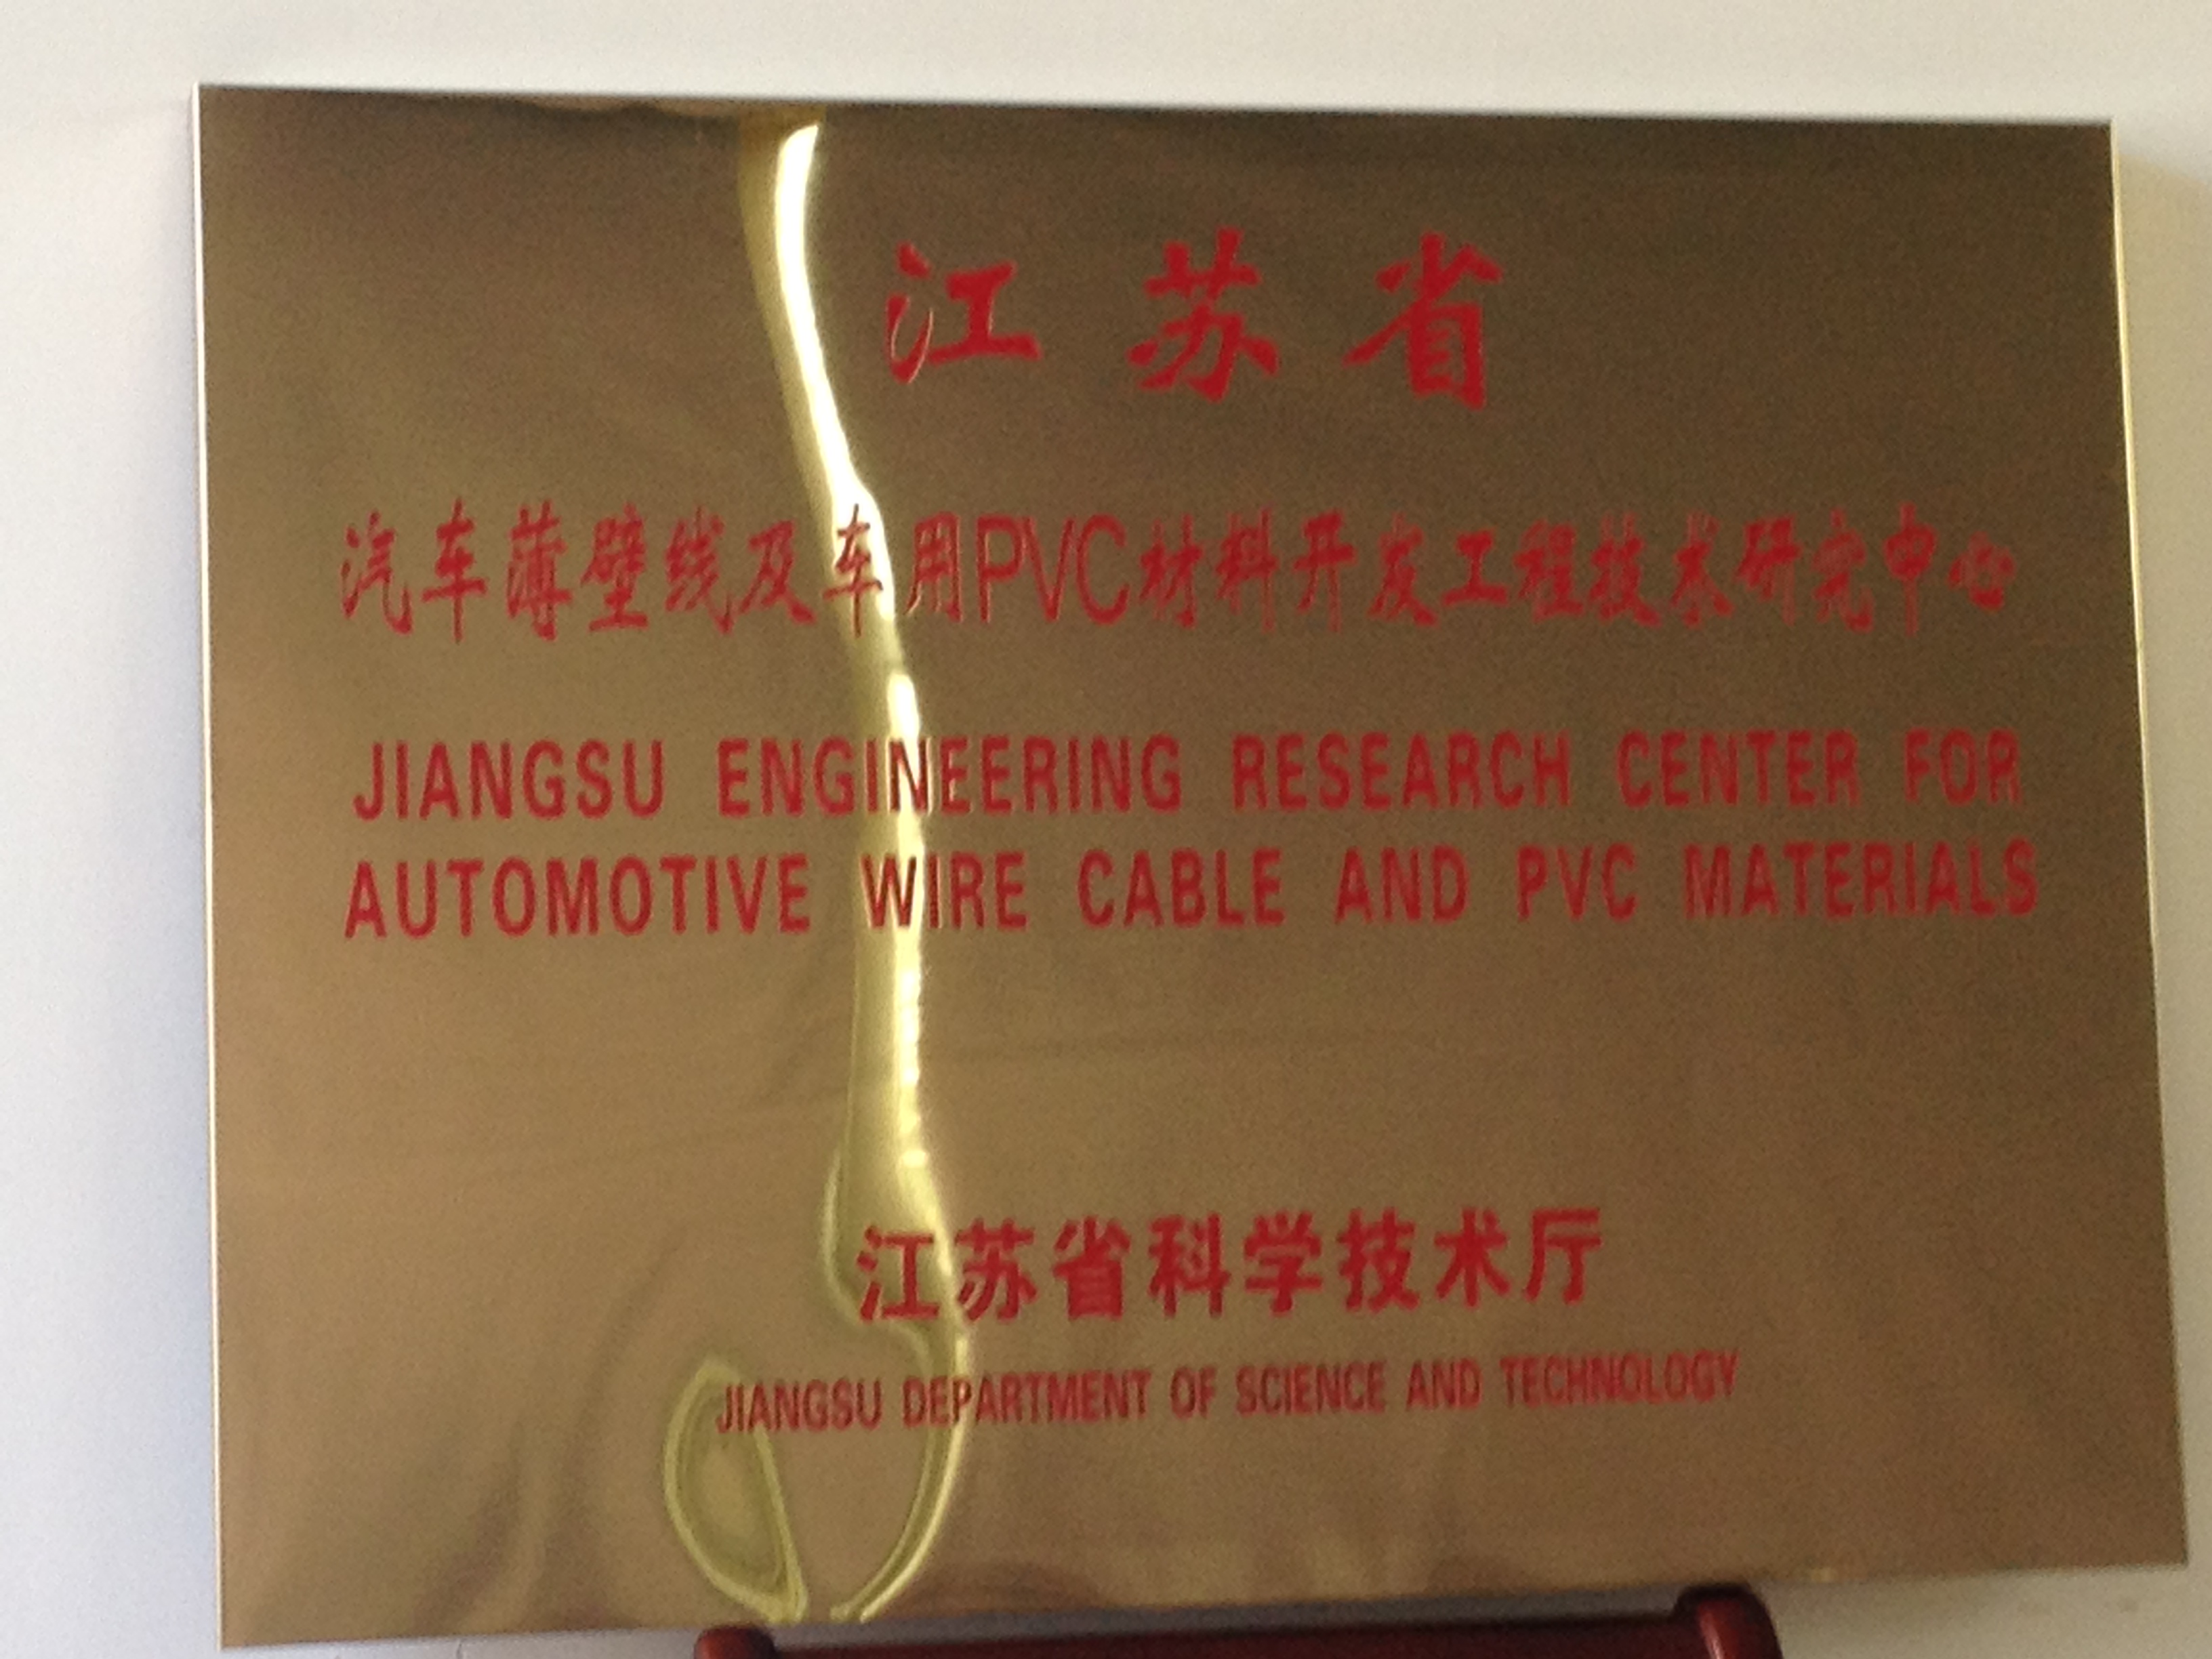 江苏省
汽车薄壁线及车用PVC材料开发工程技术研究中心
JIANGSU ENGINEERING RESEARCH CENTER FOR
AUTOMOTIVE WIRE CABLE AND PVC MATERIALS
江苏省科学技术厅
JIANGSU DEPARTMENT OF SCIENCE AND TECHNOLOGY